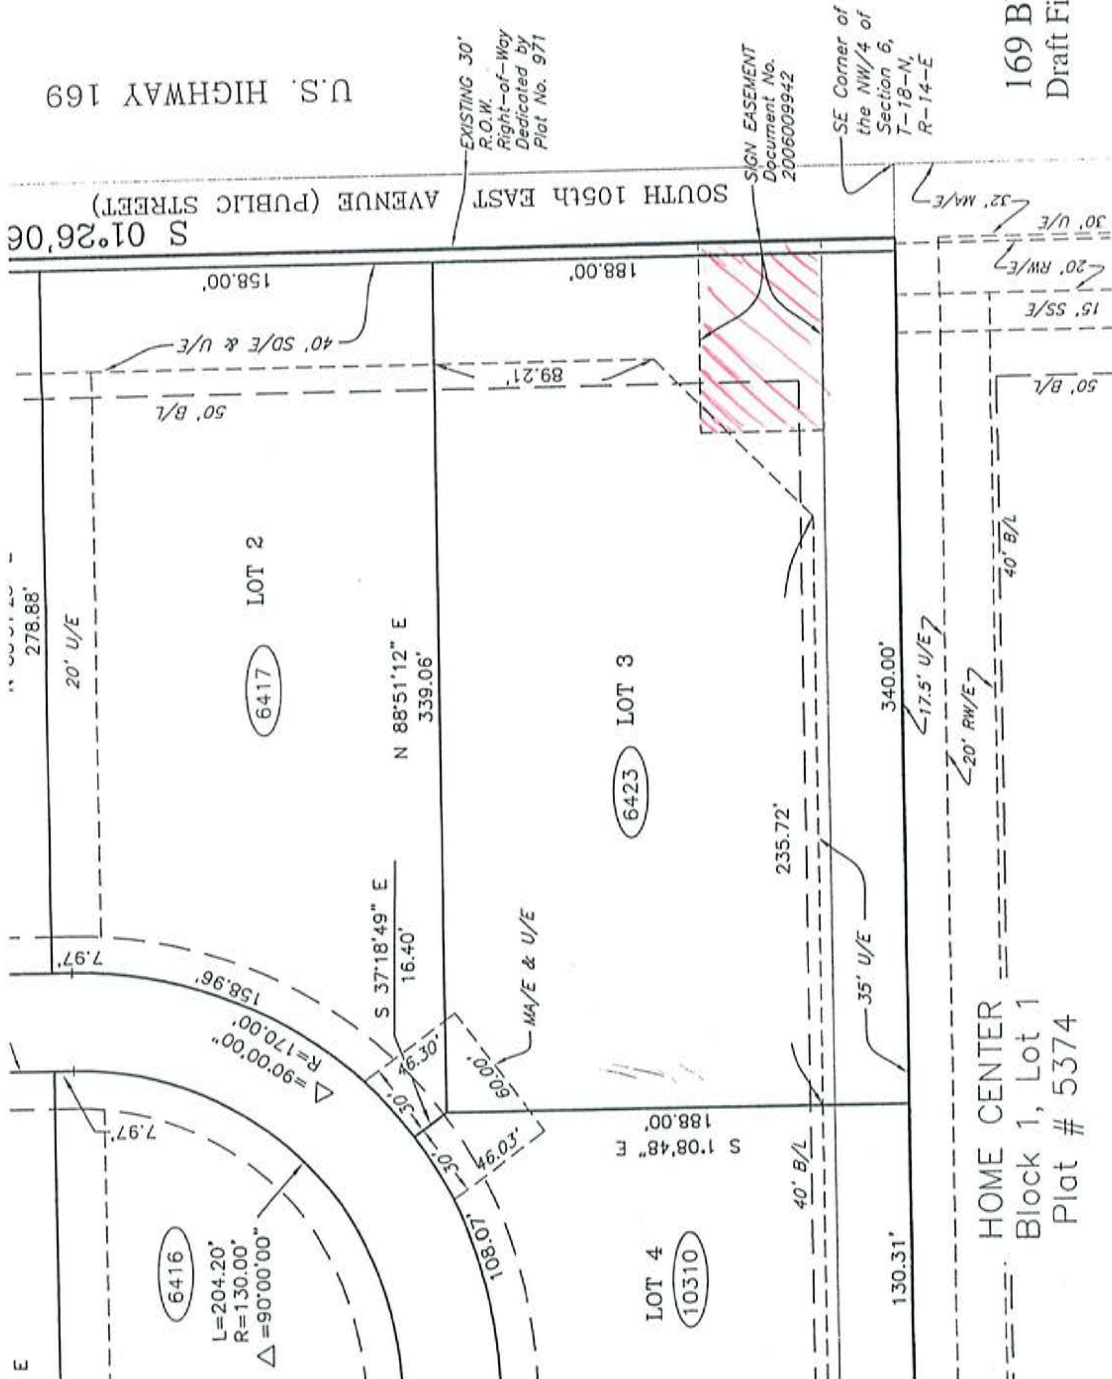 U.S. HIGHWAY 169
EXISTING 30'
R.O.W.
Right-of-Way
Dedicated by
Plat No. 971
SIGN EASEMENT
Document No.
2006009942
SE Corner of
the NW/4 of
Section 6,
T-18-N,
R-14-E
169 B
Draft Fi
SOUTH 105th EAST AVENUE (PUBLIC STREET)
S 01°26'06
158.00'
188.00'
32' MA/E
30' U/E
20' RW/E
15' SS/E
50' B/L
40' SD/E & U/E
89.21'
50' B/L
278.88'
20' U/E
LOT 2
6417
N 88°51'12" E
339.06'
LOT 3
6423
40' B/L
340.00'
17.5' U/E
20' RW/E
235.72'
35' U/E
7.97'
158.96'
R=170.00'
Δ=90°00'00"
S 37°18'49" E
16.40'
MA/E & U/E
46.30'
60.00'
30'
30'
46.03'
7.97'
188.00'
S 1°08'48" E
40' B/L
HOME CENTER
Block 1, Lot 1
Plat # 5374
6416
L=204.20'
R=130.00'
Δ=90°00'00"
108.07'
LOT 4
10310
130.31'
E